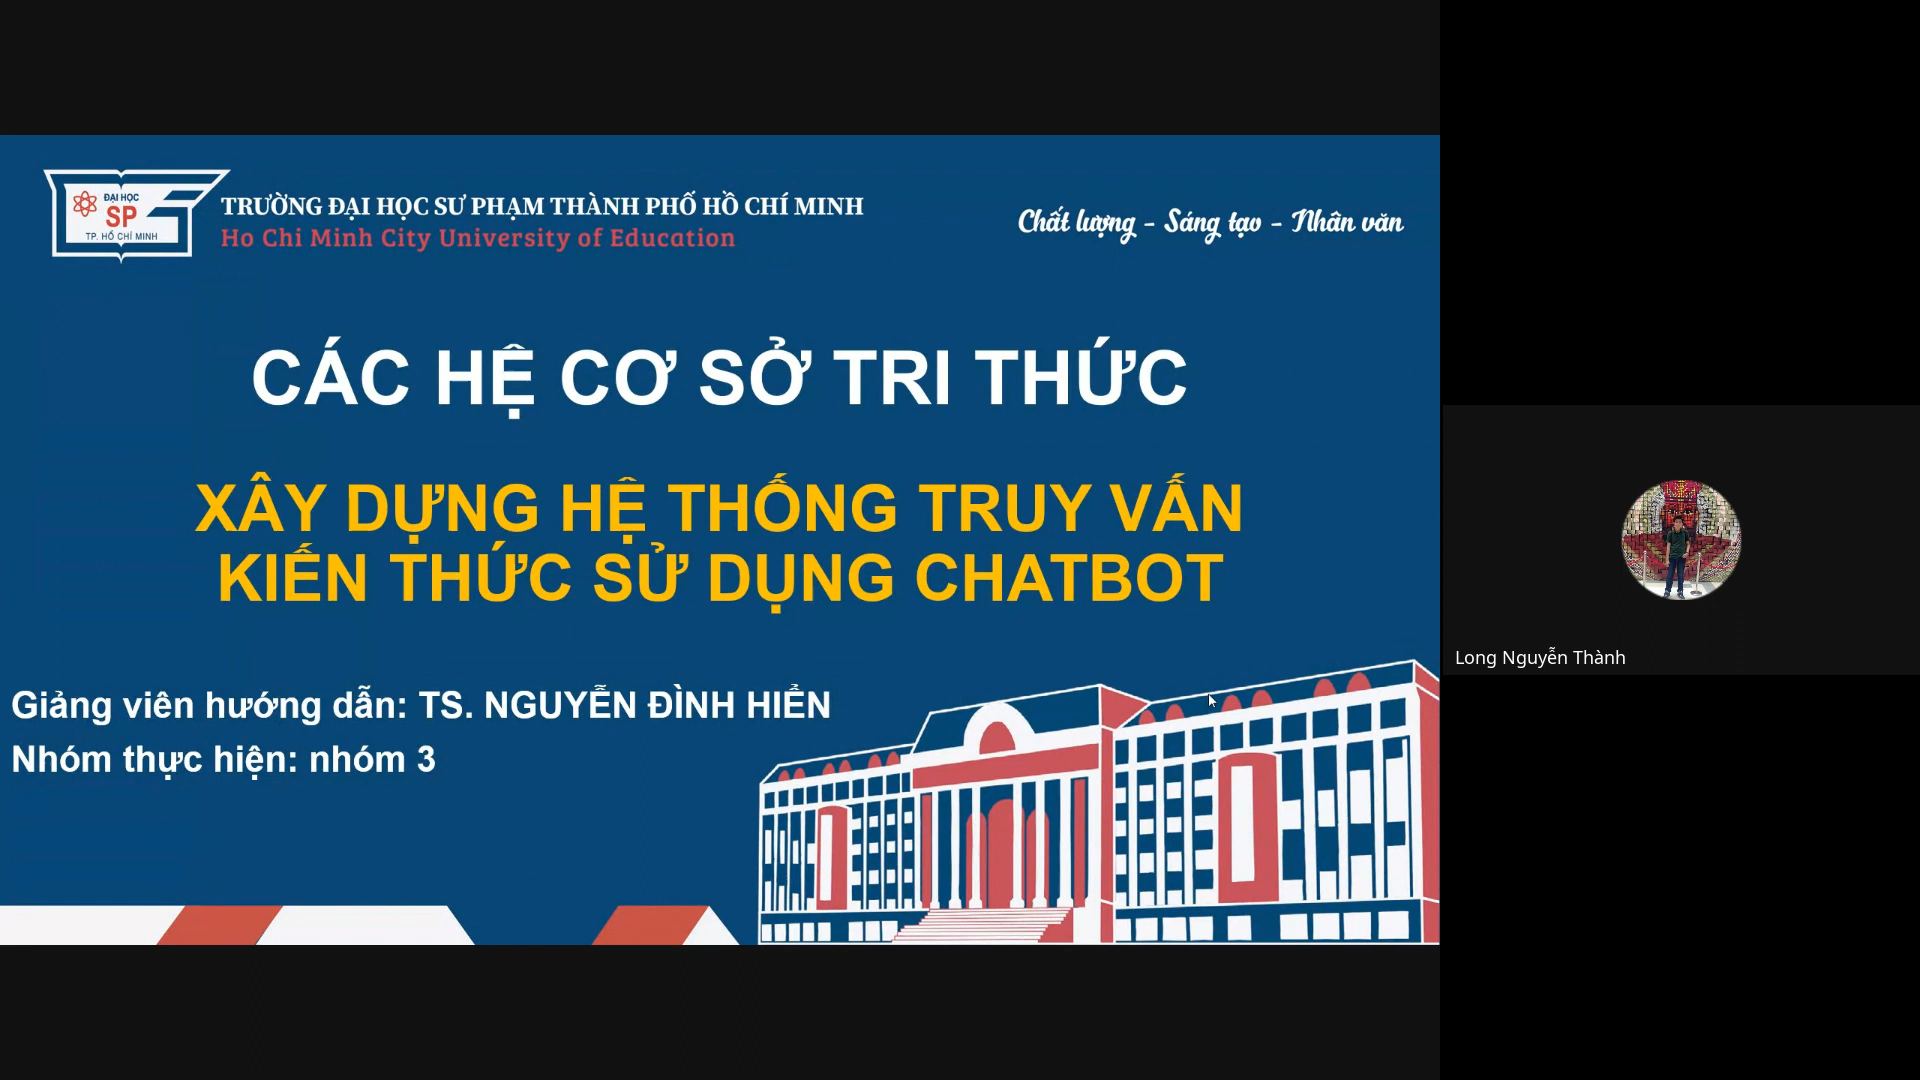 ĐẠI HỌC
SP
TP. HỒ CHÍ MINH
TRƯỜNG ĐẠI HỌC SƯ PHẠM THÀNH PHỐ HỒ CHÍ MINH
Ho Chi Minh City University of Education
Chất lượng - Sáng tạo - Nhân văn
CÁC HỆ CƠ SỞ TRI THỨC
XÂY DỰNG HỆ THỐNG TRUY VẤN
KIẾN THỨC SỬ DỤNG CHATBOT
Giảng viên hướng dẫn: TS. NGUYỄN ĐÌNH HIỂN
Nhóm thực hiện: nhóm 3
Long Nguyễn Thành